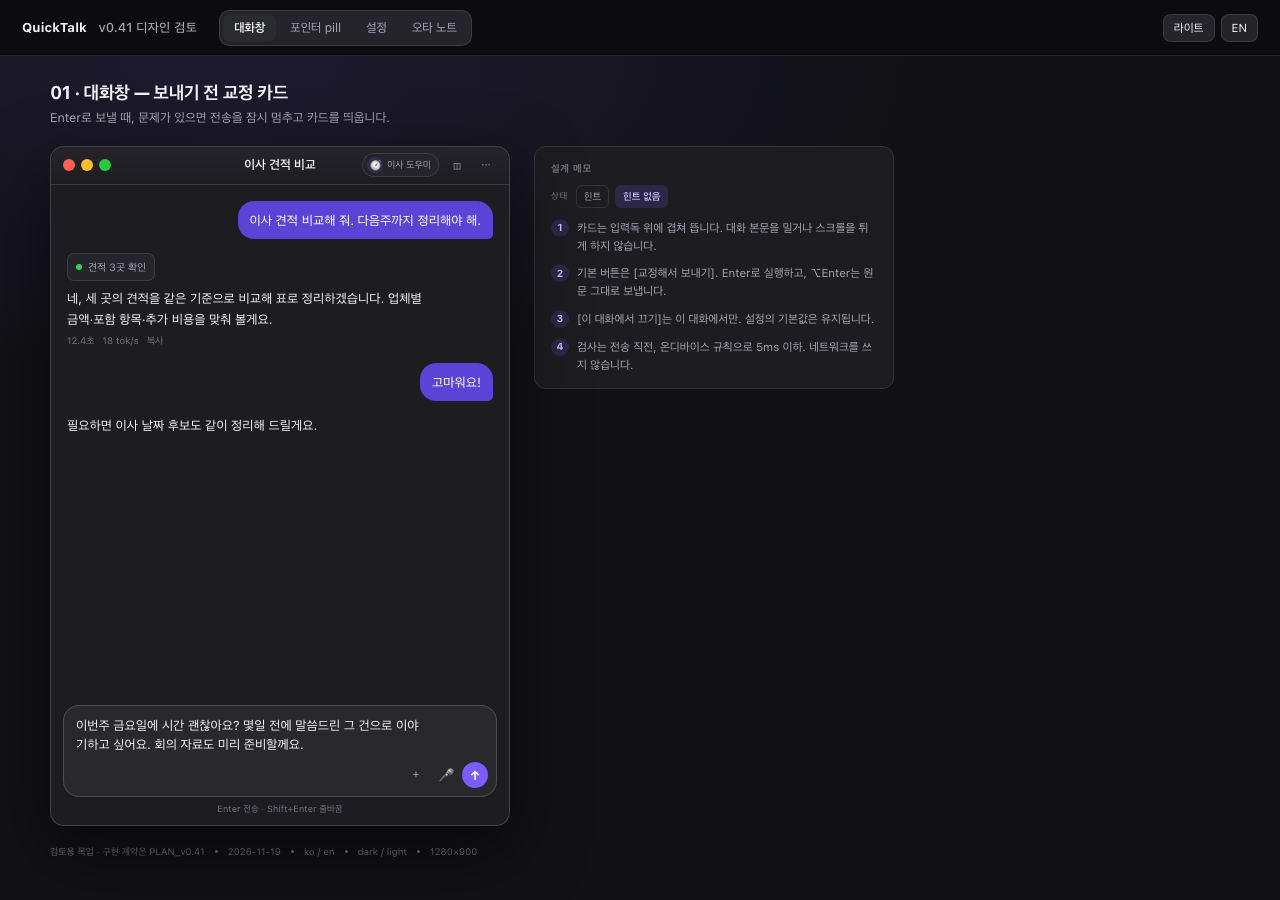 QuickTalk v0.41 디자인 검토 대화창 포인터 pill 설정 오타 노트 라이트 EN
01 · 대화창 — 보내기 전 교정 카드
Enter로 보낼 때, 문제가 있으면 전송을 잠시 멈추고 카드를 띄웁니다.
이사 견적 비교 이사 도우미 ···
이사 견적 비교해 줘. 다음주까지 정리해야 해.
견적 3곳 확인
네, 세 곳의 견적을 같은 기준으로 비교해 표로 정리하겠습니다. 업체별
금액·포함 항목·추가 비용을 맞춰 볼게요.
12.4초 18 tok/s 복사
고마워요!
필요하면 이사 날짜 후보도 같이 정리해 드릴게요.
이번주 금요일에 시간 괜찮아요? 몇일 전에 말씀드린 그 건으로 이야
기하고 싶어요. 회의 자료도 미리 준비할께요.
+
Enter 전송 · Shift+Enter 줄바꿈
설계 메모
상태 힌트 힌트 없음
1 카드는 입력독 위에 겹쳐 뜹니다. 대화 본문을 밀거나 스크롤을 튀
게 하지 않습니다.
2 기본 버튼은 [교정해서 보내기]. Enter로 실행하고, ⌥Enter는 원
문 그대로 보냅니다.
3 [이 대화에서 끄기]는 이 대화에서만. 설정의 기본값은 유지됩니다.
4 검사는 전송 직전, 온디바이스 규칙으로 5ms 이하. 네트워크를 쓰
지 않습니다.
검토용 목업 · 구현 계약은 PLAN_v0.41 • 2026-11-19 • ko / en • dark / light • 1280×900